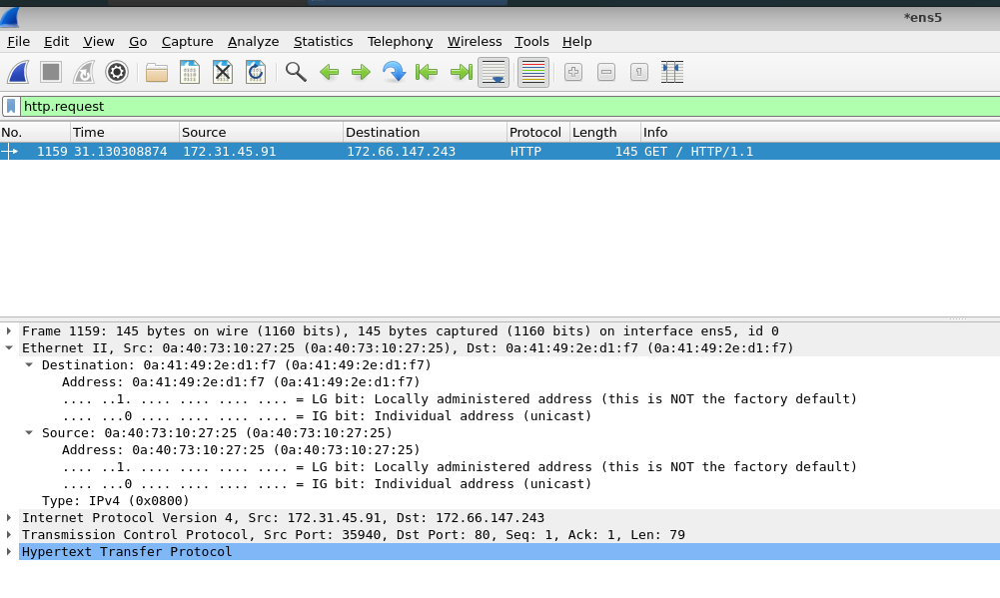 *ens5
File Edit View Go Capture Analyze Statistics Telephony Wireless Tools Help
http.request
No. Time Source Destination Protocol Length Info
1159 31.130308874 172.31.45.91 172.66.147.243 HTTP 145 GET / HTTP/1.1
Frame 1159: 145 bytes on wire (1160 bits), 145 bytes captured (1160 bits) on interface ens5, id 0
Ethernet II, Src: 0a:40:73:10:27:25 (0a:40:73:10:27:25), Dst: 0a:41:49:2e:d1:f7 (0a:41:49:2e:d1:f7)
Destination: 0a:41:49:2e:d1:f7 (0a:41:49:2e:d1:f7)
Address: 0a:41:49:2e:d1:f7 (0a:41:49:2e:d1:f7)
.... ..1. .... .... .... .... = LG bit: Locally administered address (this is NOT the factory default)
.... ...0 .... .... .... .... = IG bit: Individual address (unicast)
Source: 0a:40:73:10:27:25 (0a:40:73:10:27:25)
Address: 0a:40:73:10:27:25 (0a:40:73:10:27:25)
.... ..1. .... .... .... .... = LG bit: Locally administered address (this is NOT the factory default)
.... ...0 .... .... .... .... = IG bit: Individual address (unicast)
Type: IPv4 (0x0800)
Internet Protocol Version 4, Src: 172.31.45.91, Dst: 172.66.147.243
Transmission Control Protocol, Src Port: 35940, Dst Port: 80, Seq: 1, Ack: 1, Len: 79
Hypertext Transfer Protocol